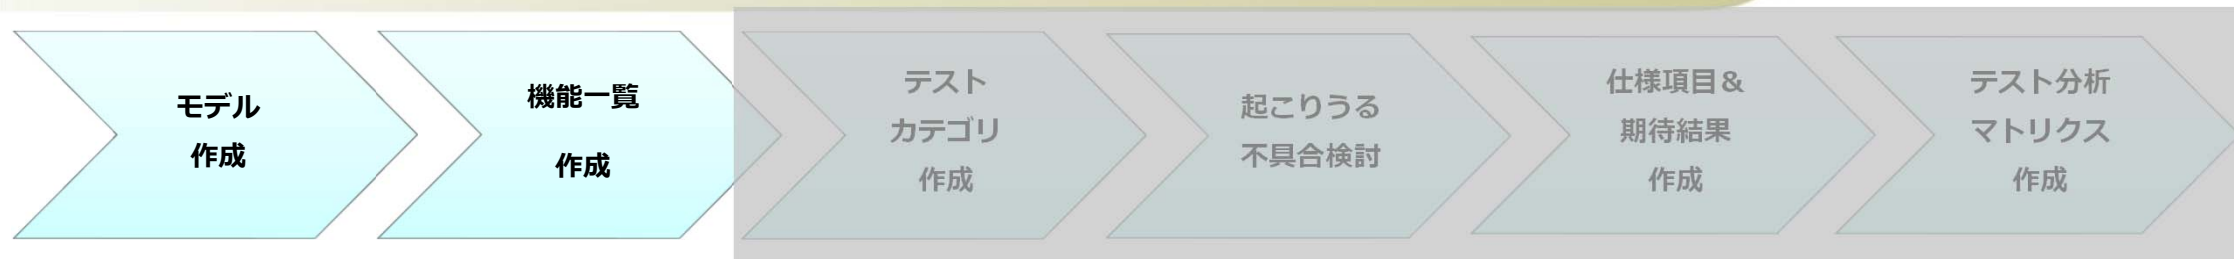 モデル
作成
機能一覧
作成
テスト
カテゴリ
作成
起こりうる
不具合検討
仕様項目＆
期待結果
作成
テスト分析
マトリクス
作成